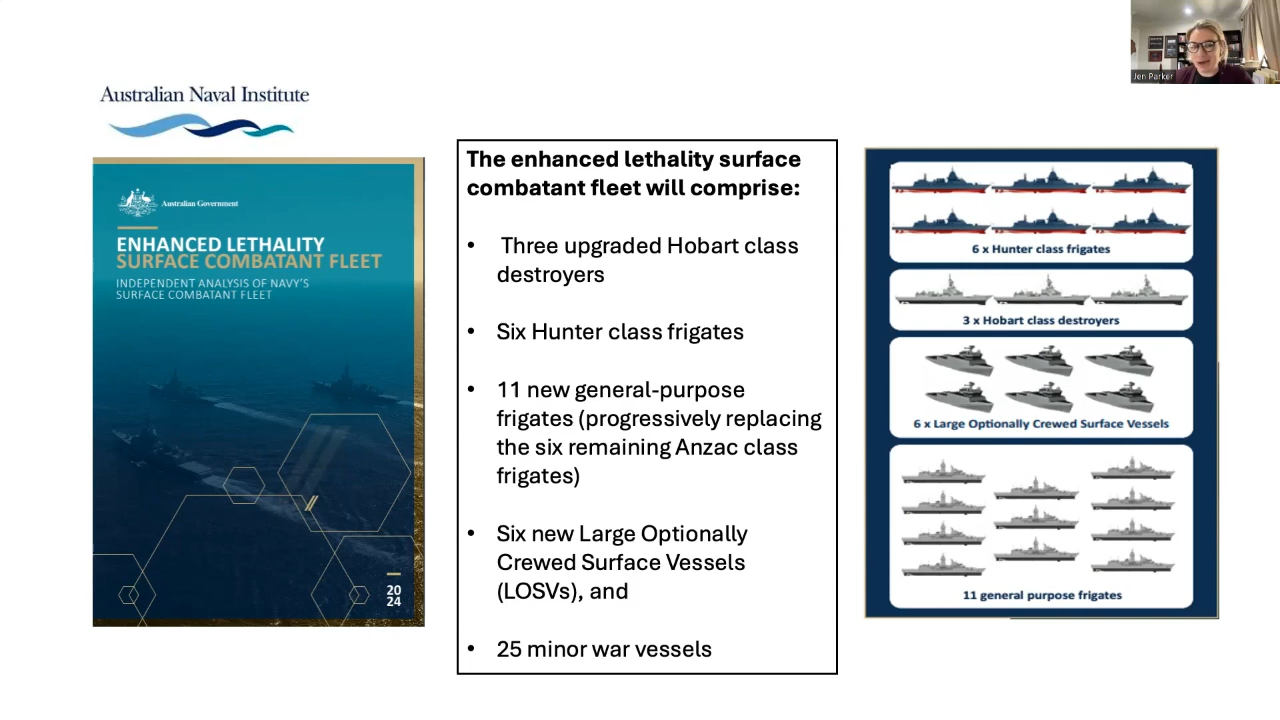 Jen Parker
Australian Naval Institute
Australian Government
ENHANCED LETHALITY
SURFACE COMBATANT FLEET
INDEPENDENT ANALYSIS OF NAVY'S
SURFACE COMBATANT FLEET
20
24
The enhanced lethality surface
combatant fleet will comprise:
• Three upgraded Hobart class
destroyers
• Six Hunter class frigates
• 11 new general-purpose
frigates (progressively replacing
the six remaining Anzac class
frigates)
• Six new Large Optionally
Crewed Surface Vessels
(LOSVs), and
• 25 minor war vessels
6 x Hunter class frigates
3 x Hobart class destroyers
6 x Large Optionally Crewed Surface Vessels
11 general purpose frigates